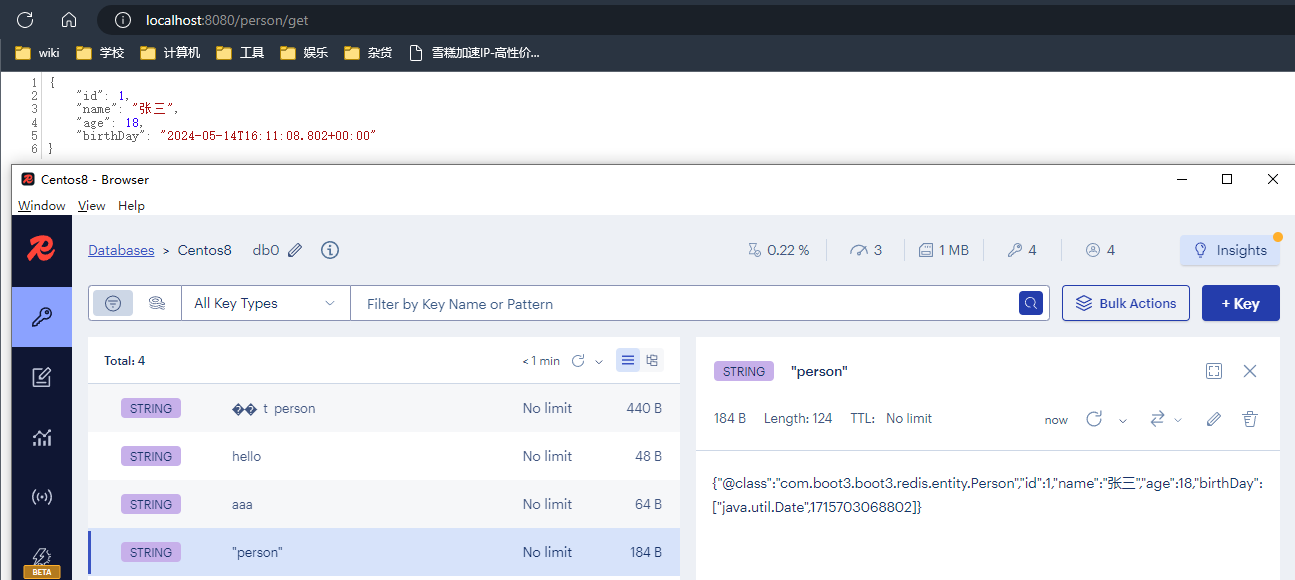 localhost:8080/person/get
wiki 学校 计算机 工具 娱乐 杂货 雪糕加速IP-高性价...
1 {
2 "id": 1,
3 "name": "张三",
4 "age": 18,
5 "birthDay": "2024-05-14T16:11:08.802+00:00"
6 }
Centos8 - Browser
Window View Help
Databases > Centos8 db0 0.22 % 3 1 MB 4 4 Insights
All Key Types Filter by Key Name or Pattern Bulk Actions + Key
Total: 4 < 1 min
STRING �� t person No limit 440 B
STRING hello No limit 48 B
STRING aaa No limit 64 B
STRING "person" No limit 184 B
BETA
STRING "person"
184 B Length: 124 TTL: No limit now
{"@class":"com.boot3.boot3.redis.entity.Person","id":1,"name":"张三","age":18,"birthDay":
["java.util.Date",1715703068802]}